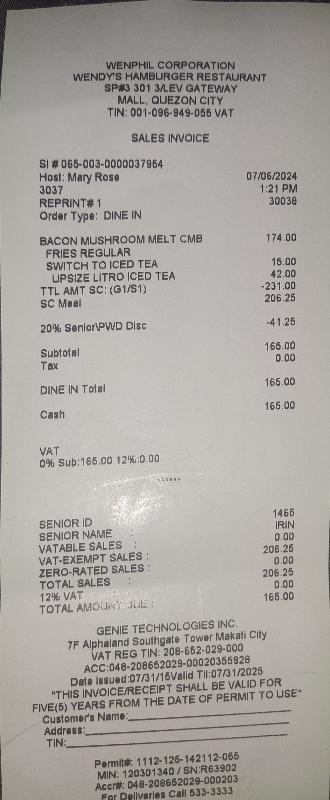 WENPHIL CORPORATION
WENDY'S HAMBURGER RESTAURANT
SP#3 301 3/LEV GATEWAY
MALL, QUEZON CITY
TIN: 001-096-949-055 VAT
SALES INVOICE
SI # 065-003-0000037954
Host: Mary Rose 07/06/2024
3037 1:21 PM
REPRINT# 1 30036
Order Type: DINE IN
BACON MUSHROOM MELT CMB 174.00
FRIES REGULAR
SWITCH TO ICED TEA 15.00
UPSIZE LITRO ICED TEA 42.00
TTL AMT SC: (G1/S1) -231.00
SC Meal 206.25
20% Senior\PWD Disc -41.25
Subtotal 165.00
Tax 0.00
DINE IN Total 165.00
Cash 165.00
VAT
0% Sub:165.00 12%:0.00
SENIOR ID : 1465
SENIOR NAME : IRIN
VATABLE SALES : 0.00
VAT-EXEMPT SALES : 206.25
ZERO-RATED SALES : 0.00
TOTAL SALES : 206.25
12% VAT : 0.00
TOTAL AMOUNT DUE : 165.00
GENIE TECHNOLOGIES INC.
7F Alphaland Southgate Tower Makati City
VAT REG TIN: 208-652-029-000
ACC:048-208652029-00020355928
Date Issued:07/31/15Valid Til:07/31/2025
"THIS INVOICE/RECEIPT SHALL BE VALID FOR
FIVE(5) YEARS FROM THE DATE OF PERMIT TO USE"
Customer's Name:
Address:
TIN:
Permit#: 1112-125-142112-055
MIN: 120301340 / SN:R63902
Accr#: 048-208652029-000203
For Deliveries Call 533-3333